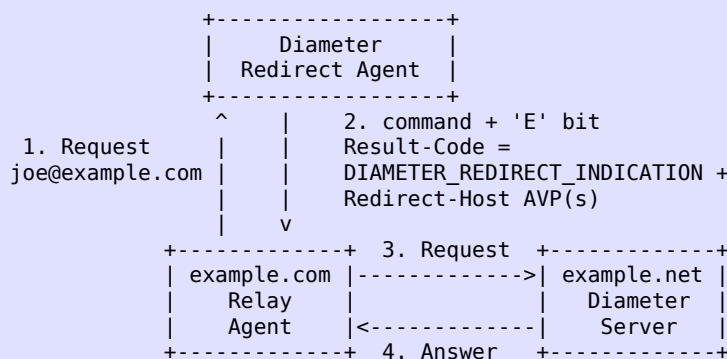 +------------------+
|     Diameter     |
|  Redirect Agent  |
+------------------+
^    |    2. command + 'E' bit
1. Request     |    |    Result-Code =
joe@example.com |    |    DIAMETER_REDIRECT_INDICATION +
|    |    Redirect-Host AVP(s)
|    v
+-------------+  3. Request  +-------------+
| example.com |------------->| example.net |
|    Relay    |              |   Diameter  |
|    Agent    |<-------------|    Server   |
+-------------+  4. Answer   +-------------+